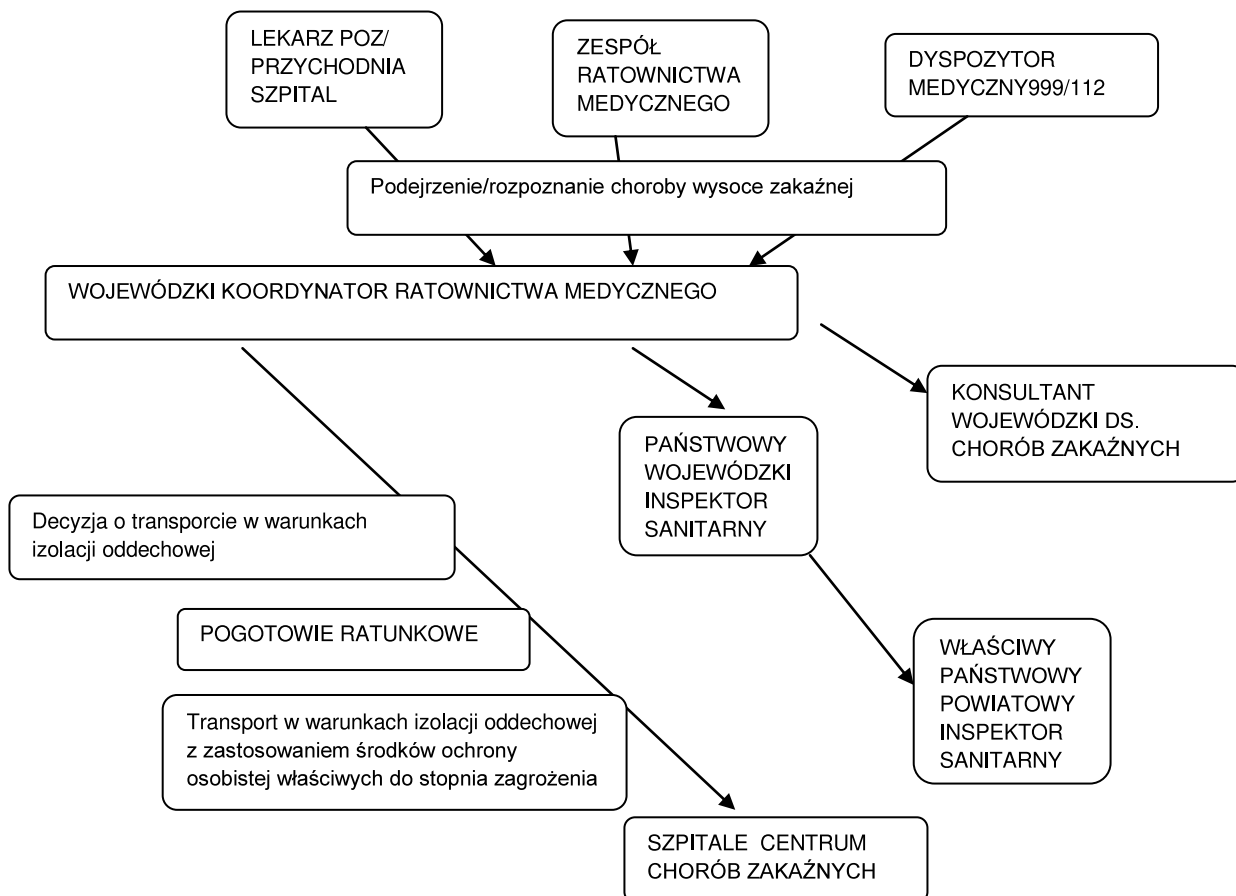 LEKARZ POZ/
PRZYCHODNIA
SZPITAL
ZESPÓŁ
RATOWNICTWA
MEDYCZNEGO
DYSPOZYTOR
MEDYCZNY999/112
Podejrzenie/rozpoznanie choroby wysoce zakaźnej
WOJEWÓDZKI KOORDYNATOR RATOWNICTWA MEDYCZNEGO
KONSULTANT
WOJEWÓDZKI DS.
CHORÓB ZAKAŹNYCH
PAŃSTWOWY
WOJEWÓDZKI
INSPEKTOR
SANITARNY
Decyzja o transporcie w warunkach
izolacji oddechowej
POGOTOWIE RATUNKOWE
WŁAŚCIWY
PAŃSTWOWY
POWIATOWY
INSPEKTOR
SANITARNY
Transport w warunkach izolacji oddechowej
z zastosowaniem środków ochrony
osobistej właściwych do stopnia zagrożenia
SZPITALE CENTRUM
CHORÓB ZAKAŹNYCH